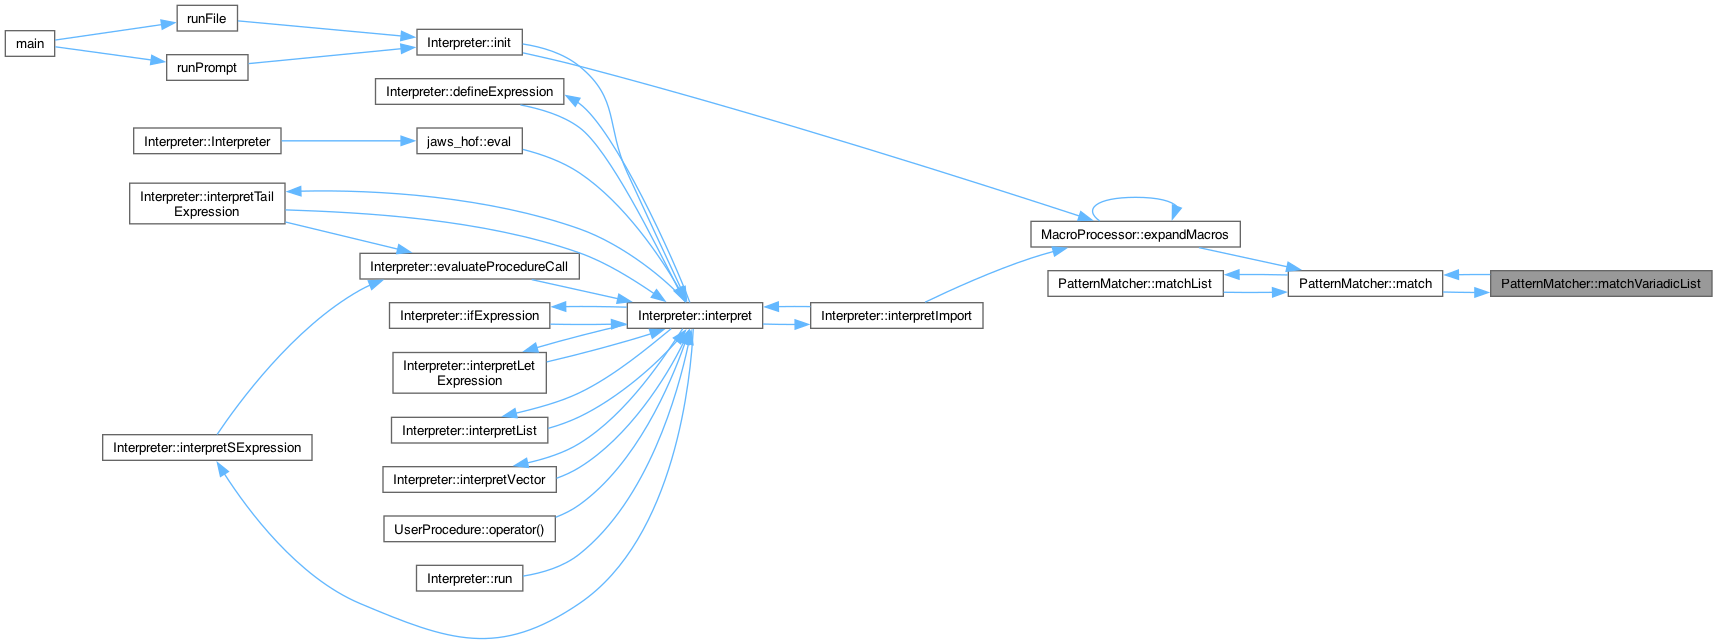 main
runFile
runPrompt
Interpreter::init
Interpreter::defineExpression
Interpreter::Interpreter
jaws_hof::eval
Interpreter::interpretTail
Expression
Interpreter::evaluateProcedureCall
Interpreter::ifExpression
Interpreter::interpretLet
Expression
Interpreter::interpretList
Interpreter::interpretSExpression
Interpreter::interpretVector
UserProcedure::operator()
Interpreter::run
Interpreter::interpret
Interpreter::interpretImport
MacroProcessor::expandMacros
PatternMatcher::matchList
PatternMatcher::match
PatternMatcher::matchVariadicList